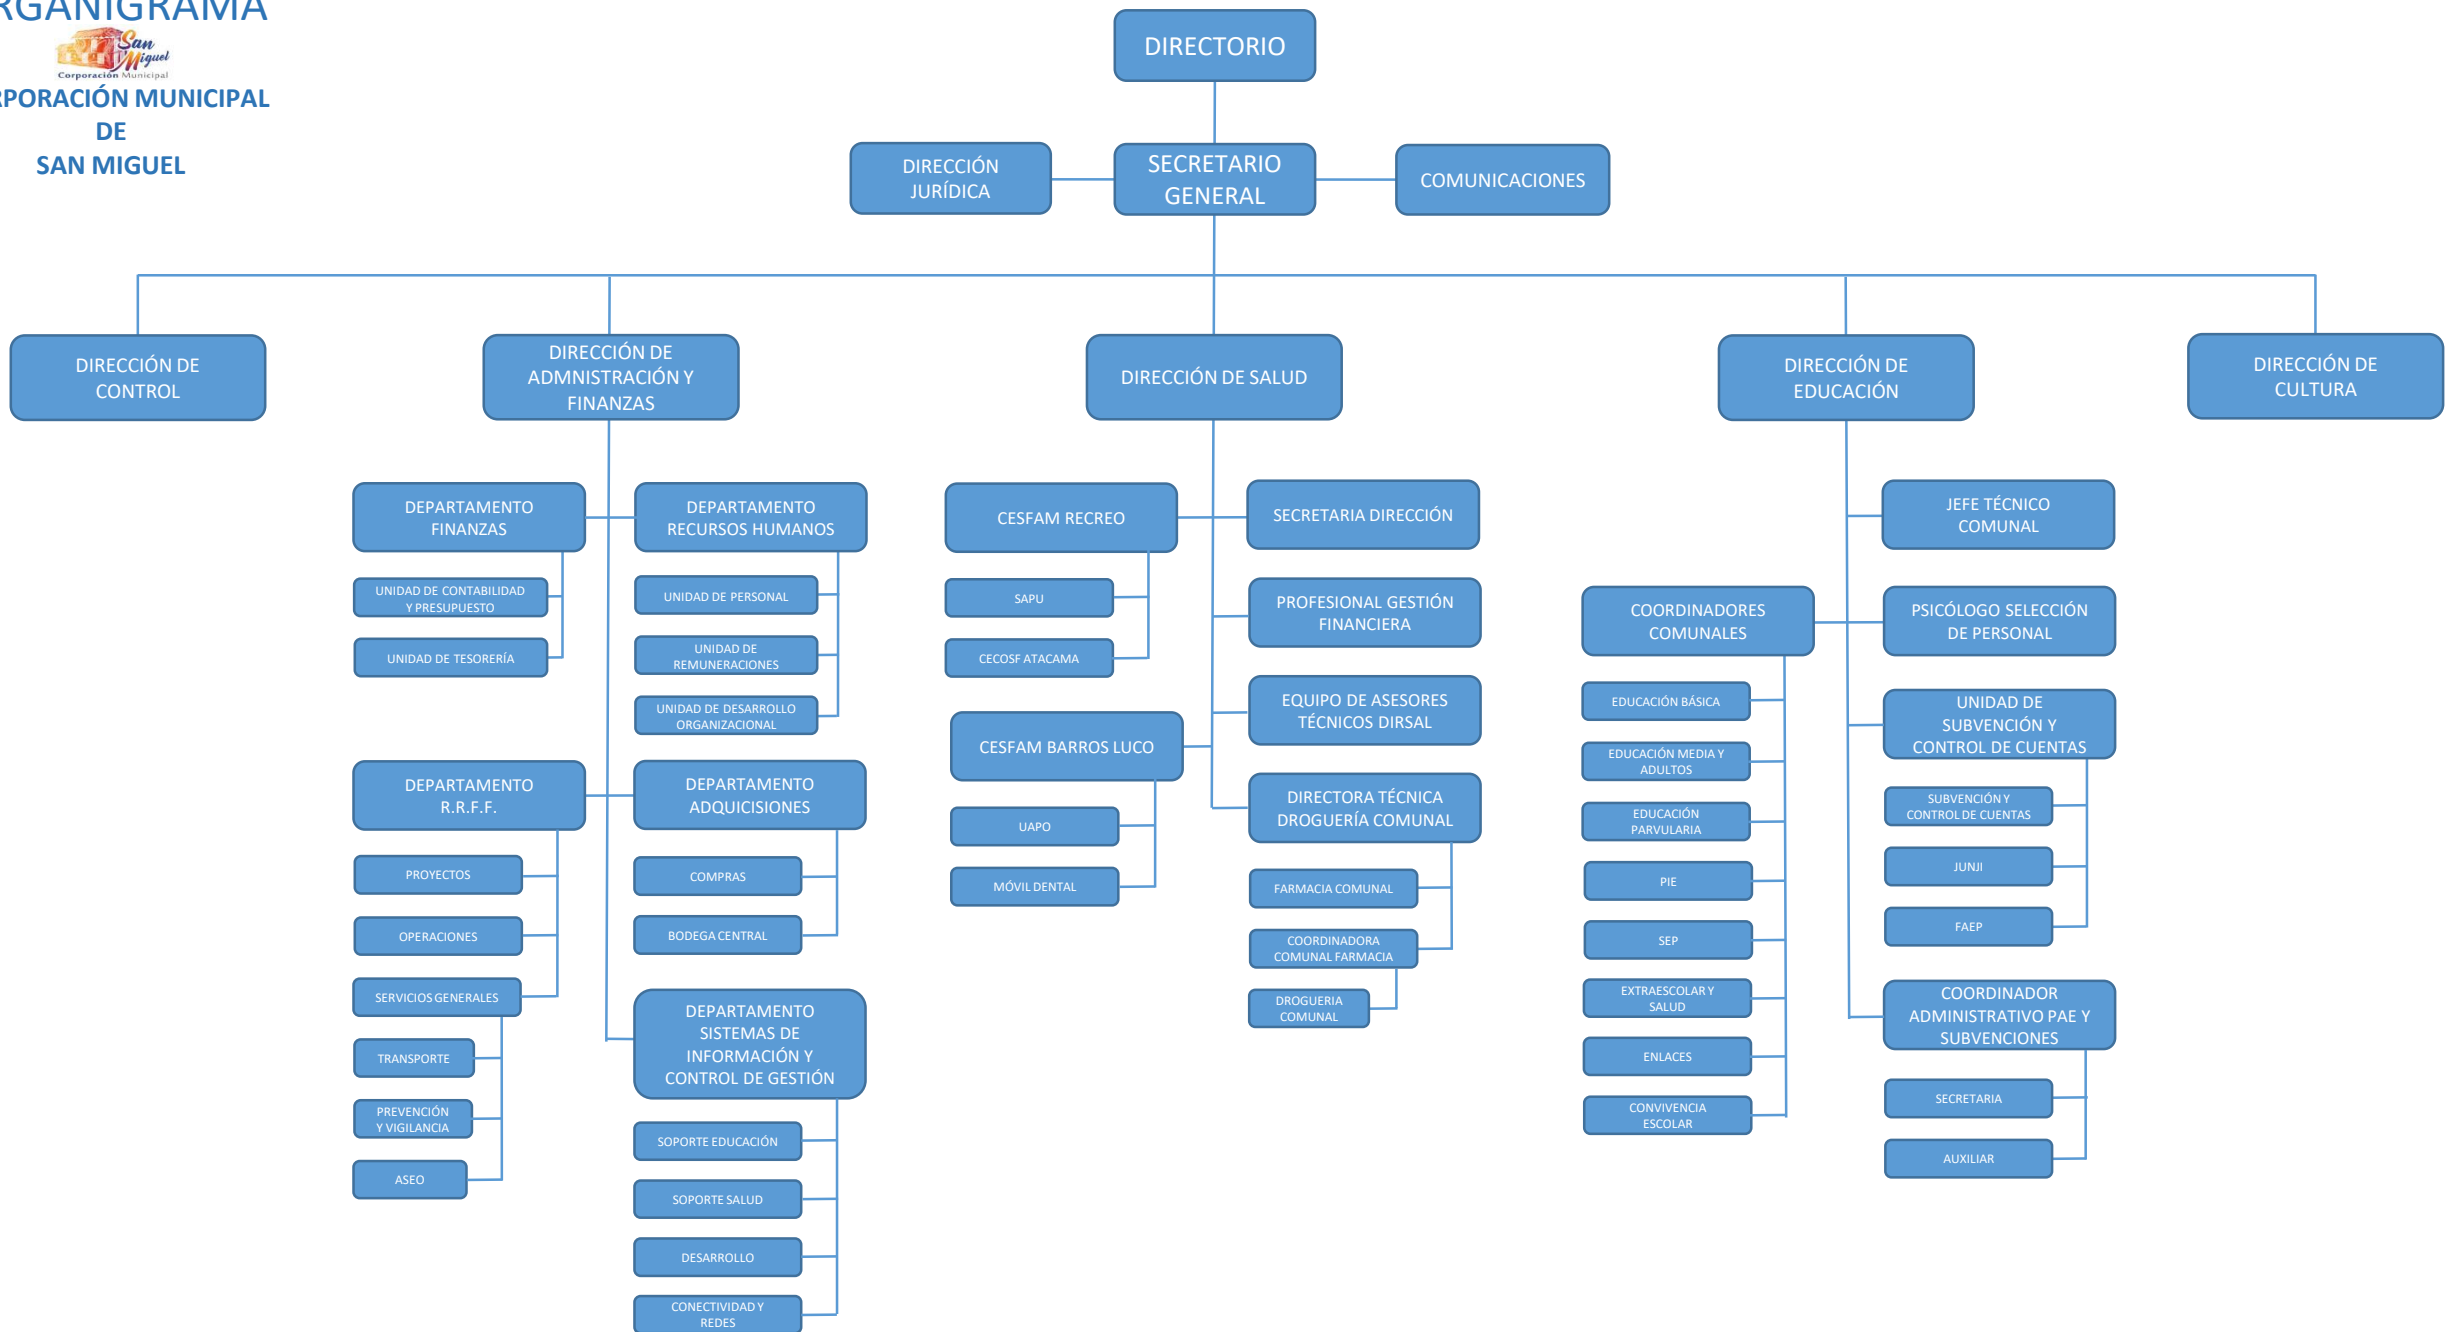 RGANIGRAMA
San
Miguel
Corporación Municipal
RPORACIÓN MUNICIPAL
DE
SAN MIGUEL
DIRECTORIO
DIRECCIÓN
JURÍDICA
SECRETARIO
GENERAL
COMUNICACIONES
DIRECCIÓN DE
CONTROL
DIRECCIÓN DE
ADMNISTRACIÓN Y
FINANZAS
DIRECCIÓN DE SALUD
DIRECCIÓN DE
EDUCACIÓN
DIRECCIÓN DE
CULTURA
DEPARTAMENTO
FINANZAS
UNIDAD DE CONTABILIDAD
Y PRESUPUESTO
UNIDAD DE TESORERÍA
DEPARTAMENTO
RECURSOS HUMANOS
UNIDAD DE PERSONAL
UNIDAD DE
REMUNERACIONES
UNIDAD DE DESARROLLO
ORGANIZACIONAL
DEPARTAMENTO
R.R.F.F.
PROYECTOS
OPERACIONES
SERVICIOS GENERALES
TRANSPORTE
PREVENCIÓN
Y VIGILANCIA
ASEO
DEPARTAMENTO
ADQUICISIONES
COMPRAS
BODEGA CENTRAL
DEPARTAMENTO
SISTEMAS DE
INFORMACIÓN Y
CONTROL DE GESTIÓN
SOPORTE EDUCACIÓN
SOPORTE SALUD
DESARROLLO
CONECTIVIDAD Y
REDES
CESFAM RECREO
SAPU
CECOSF ATACAMA
CESFAM BARROS LUCO
UAPO
MÓVIL DENTAL
SECRETARIA DIRECCIÓN
PROFESIONAL GESTIÓN
FINANCIERA
EQUIPO DE ASESORES
TÉCNICOS DIRSAL
DIRECTORA TÉCNICA
DROGUERÍA COMUNAL
FARMACIA COMUNAL
COORDINADORA
COMUNAL FARMACIA
DROGUERIA
COMUNAL
COORDINADORES
COMUNALES
EDUCACIÓN BÁSICA
EDUCACIÓN MEDIA Y
ADULTOS
EDUCACIÓN
PARVULARIA
PIE
SEP
EXTRAESCOLAR Y
SALUD
ENLACES
CONVIVENCIA
ESCOLAR
JEFE TÉCNICO
COMUNAL
PSICÓLOGO SELECCIÓN
DE PERSONAL
UNIDAD DE
SUBVENCIÓN Y
CONTROL DE CUENTAS
SUBVENCIÓN Y
CONTROL DE CUENTAS
JUNJI
FAEP
COORDINADOR
ADMINISTRATIVO PAE Y
SUBVENCIONES
SECRETARIA
AUXILIAR